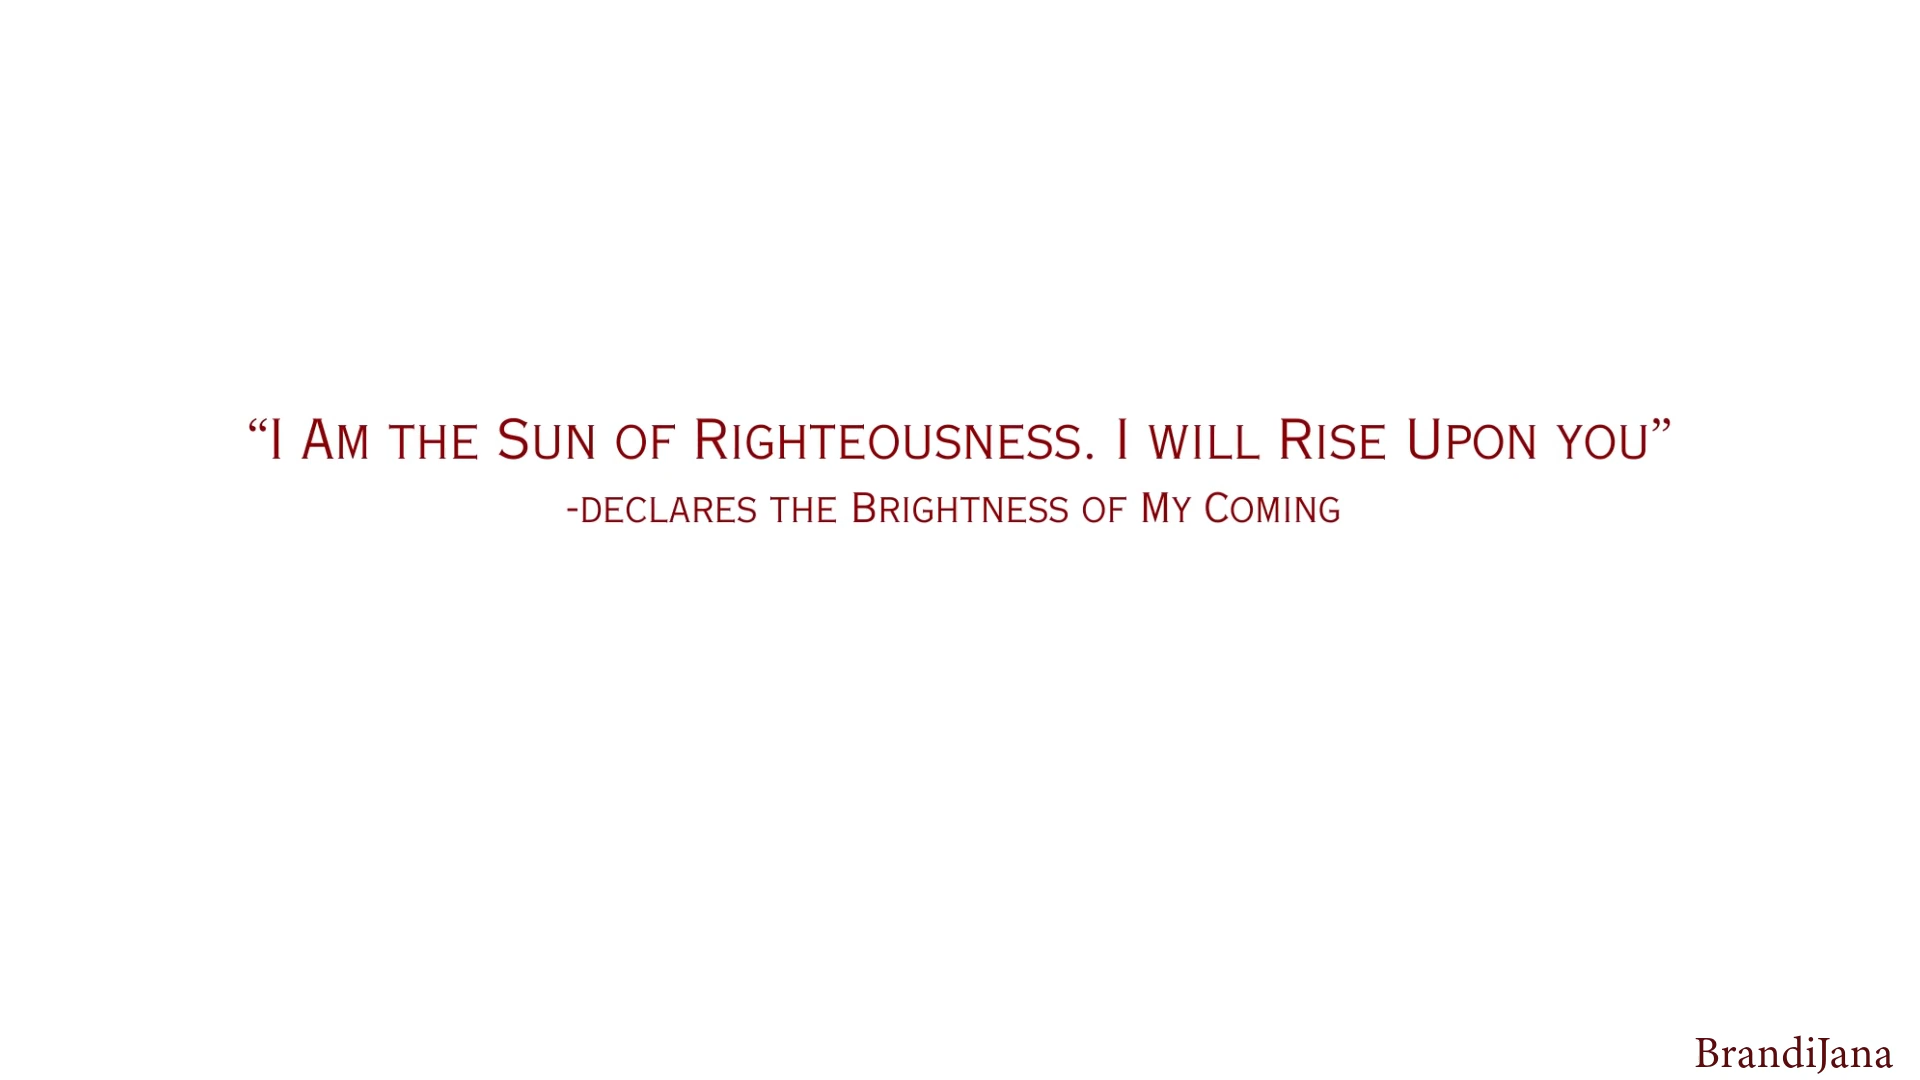 “I Am the Sun of Righteousness. I will Rise Upon you”
-declares the Brightness of My Coming
BrandiJana